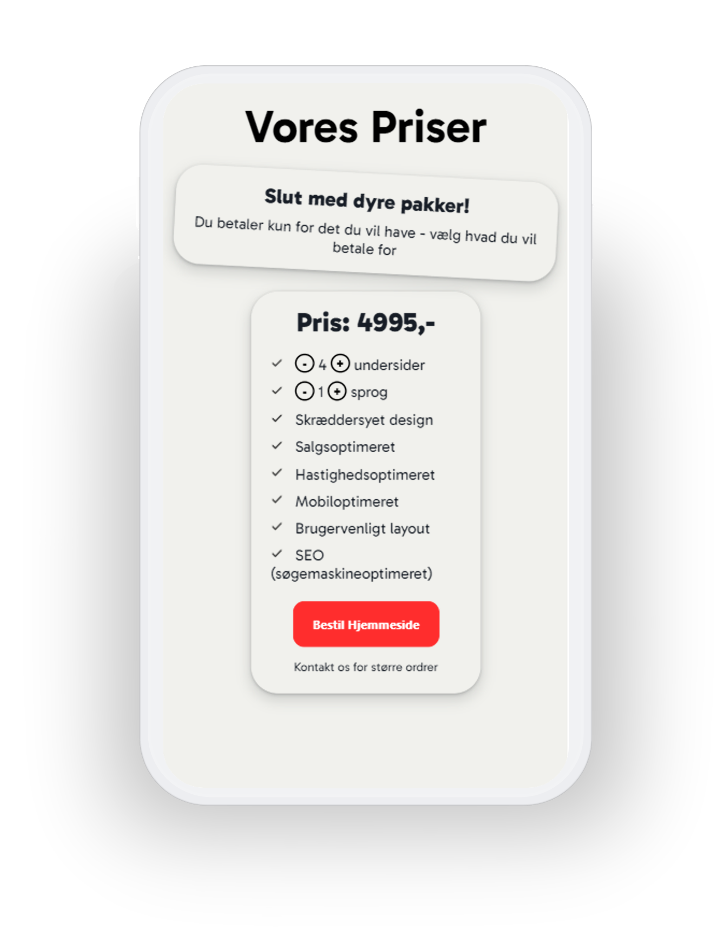 Vores Priser
Slut med dyre pakker!
Du betaler kun for det du vil have - vælg hvad du vil
betale for
Pris: 4995,-
- 4 + undersider
- 1 + sprog
Skræddersyet design
Salgsoptimeret
Hastighedsoptimeret
Mobiloptimeret
Brugervenligt layout
SEO
(søgemaskineoptimeret)
Bestil Hjemmeside
Kontakt os for større ordrer